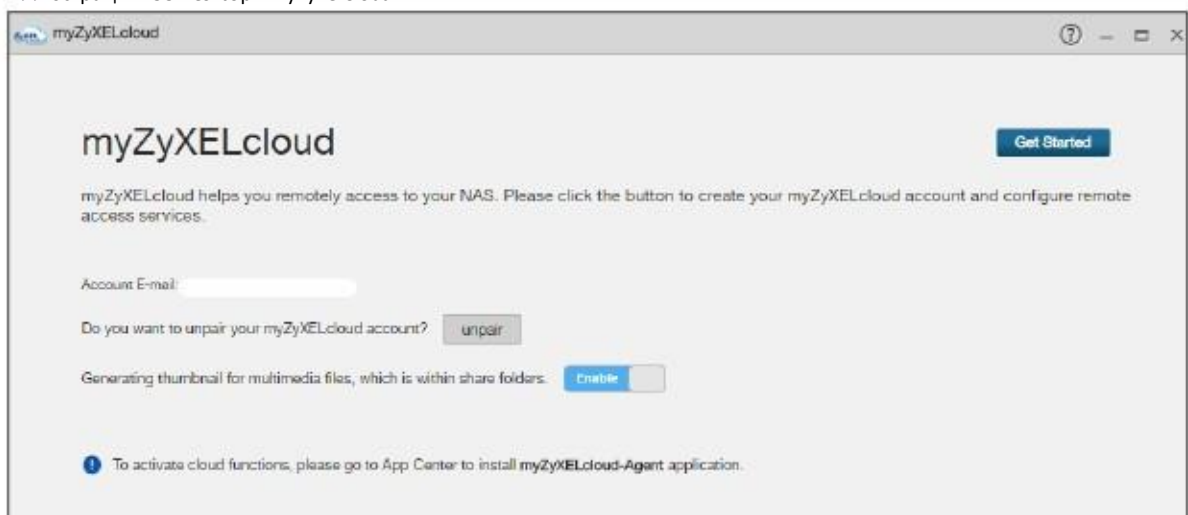 myZyXELcloud
myZyXELcloud
Get Started
myZyXELcloud helps you remotely access to your NAS. Please click the button to create your myZyXELcloud account and configure remote
access services.
Account E-mail:
Do you want to unpair your myZyXELcloud account? unpair
Generating thumbnail for multimedia files, which is within share folders. Enable
To activate cloud functions, please go to App Center to install myZyXELcloud-Agent application.